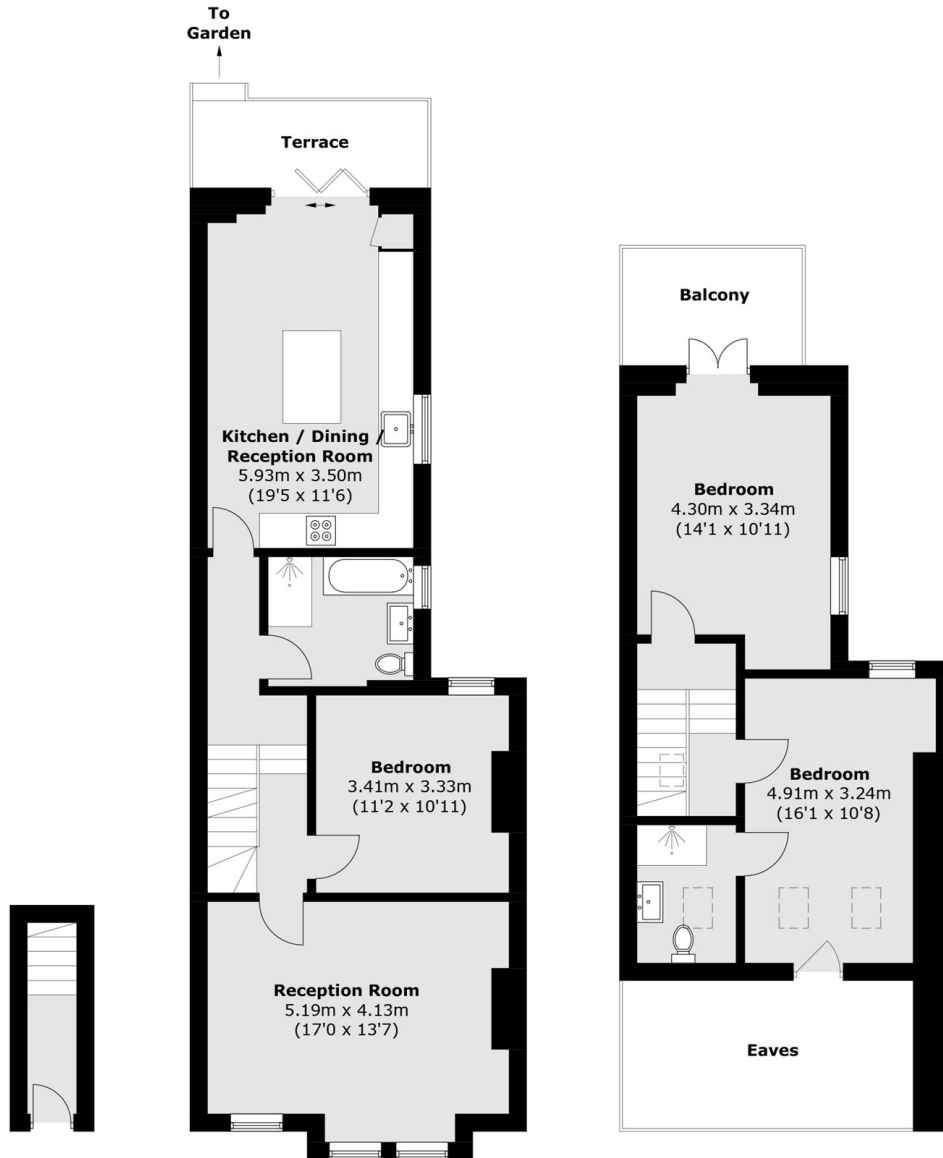 To
Garden
Terrace
Kitchen / Dining /
Reception Room
5.93m x 3.50m
(19'5 x 11'6)
Bedroom
3.41m x 3.33m
(11'2 x 10'11)
Reception Room
5.19m x 4.13m
(17'0 x 13'7)
Balcony
Bedroom
4.30m x 3.34m
(14'1 x 10'11)
Bedroom
4.91m x 3.24m
(16'1 x 10'8)
Eaves